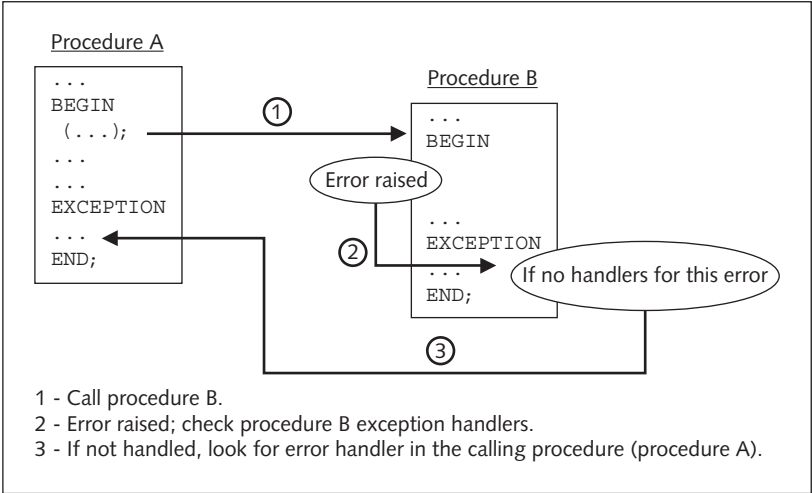 Procedure A
...
BEGIN
(...);
...
...
EXCEPTION
...
END;
1
Procedure B
...
BEGIN
Error raised
...
EXCEPTION
...
END;
2
If no handlers for this error
3
1 - Call procedure B.
2 - Error raised; check procedure B exception handlers.
3 - If not handled, look for error handler in the calling procedure (procedure A).